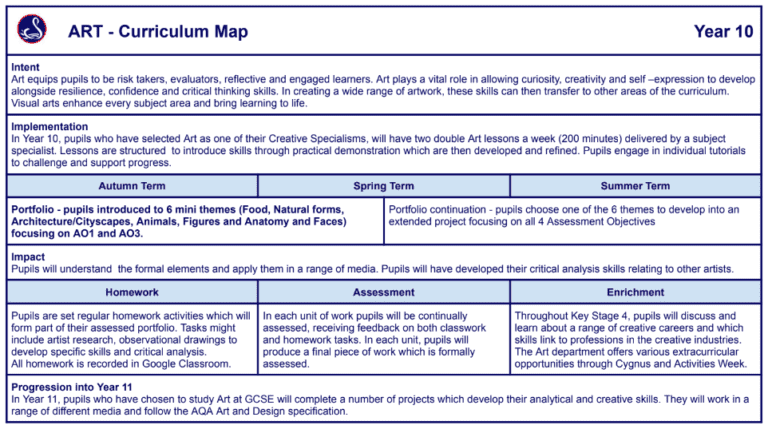 ART - Curriculum Map
Year 10
Intent
Art equips pupils to be risk takers, evaluators, reflective and engaged learners. Art plays a vital role in allowing curiosity, creativity and self –expression to develop
alongside resilience, confidence and critical thinking skills. In creating a wide range of artwork, these skills can then transfer to other areas of the curriculum.
Visual arts enhance every subject area and bring learning to life.
Implementation
In Year 10, pupils who have selected Art as one of their Creative Specialisms, will have two double Art lessons a week (200 minutes) delivered by a subject
specialist. Lessons are structured to introduce skills through practical demonstration which are then developed and refined. Pupils engage in individual tutorials
to challenge and support progress.
Autumn Term
Spring Term
Summer Term
Portfolio - pupils introduced to 6 mini themes (Food, Natural forms,
Architecture/Cityscapes, Animals, Figures and Anatomy and Faces)
focusing on AO1 and AO3.
Portfolio continuation - pupils choose one of the 6 themes to develop into an
extended project focusing on all 4 Assessment Objectives
Impact
Pupils will understand the formal elements and apply them in a range of media. Pupils will have developed their critical analysis skills relating to other artists.
Homework
Assessment
Enrichment
Pupils are set regular homework activities which will
form part of their assessed portfolio. Tasks might
include artist research, observational drawings to
develop specific skills and critical analysis.
All homework is recorded in Google Classroom.
In each unit of work pupils will be continually
assessed, receiving feedback on both classwork
and homework tasks. In each unit, pupils will
produce a final piece of work which is formally
assessed.
Throughout Key Stage 4, pupils will discuss and
learn about a range of creative careers and which
skills link to professions in the creative industries.
The Art department offers various extracurricular
opportunities through Cygnus and Activities Week.
Progression into Year 11
In Year 11, pupils who have chosen to study Art at GCSE will complete a number of projects which develop their analytical and creative skills. They will work in a
range of different media and follow the AQA Art and Design specification.